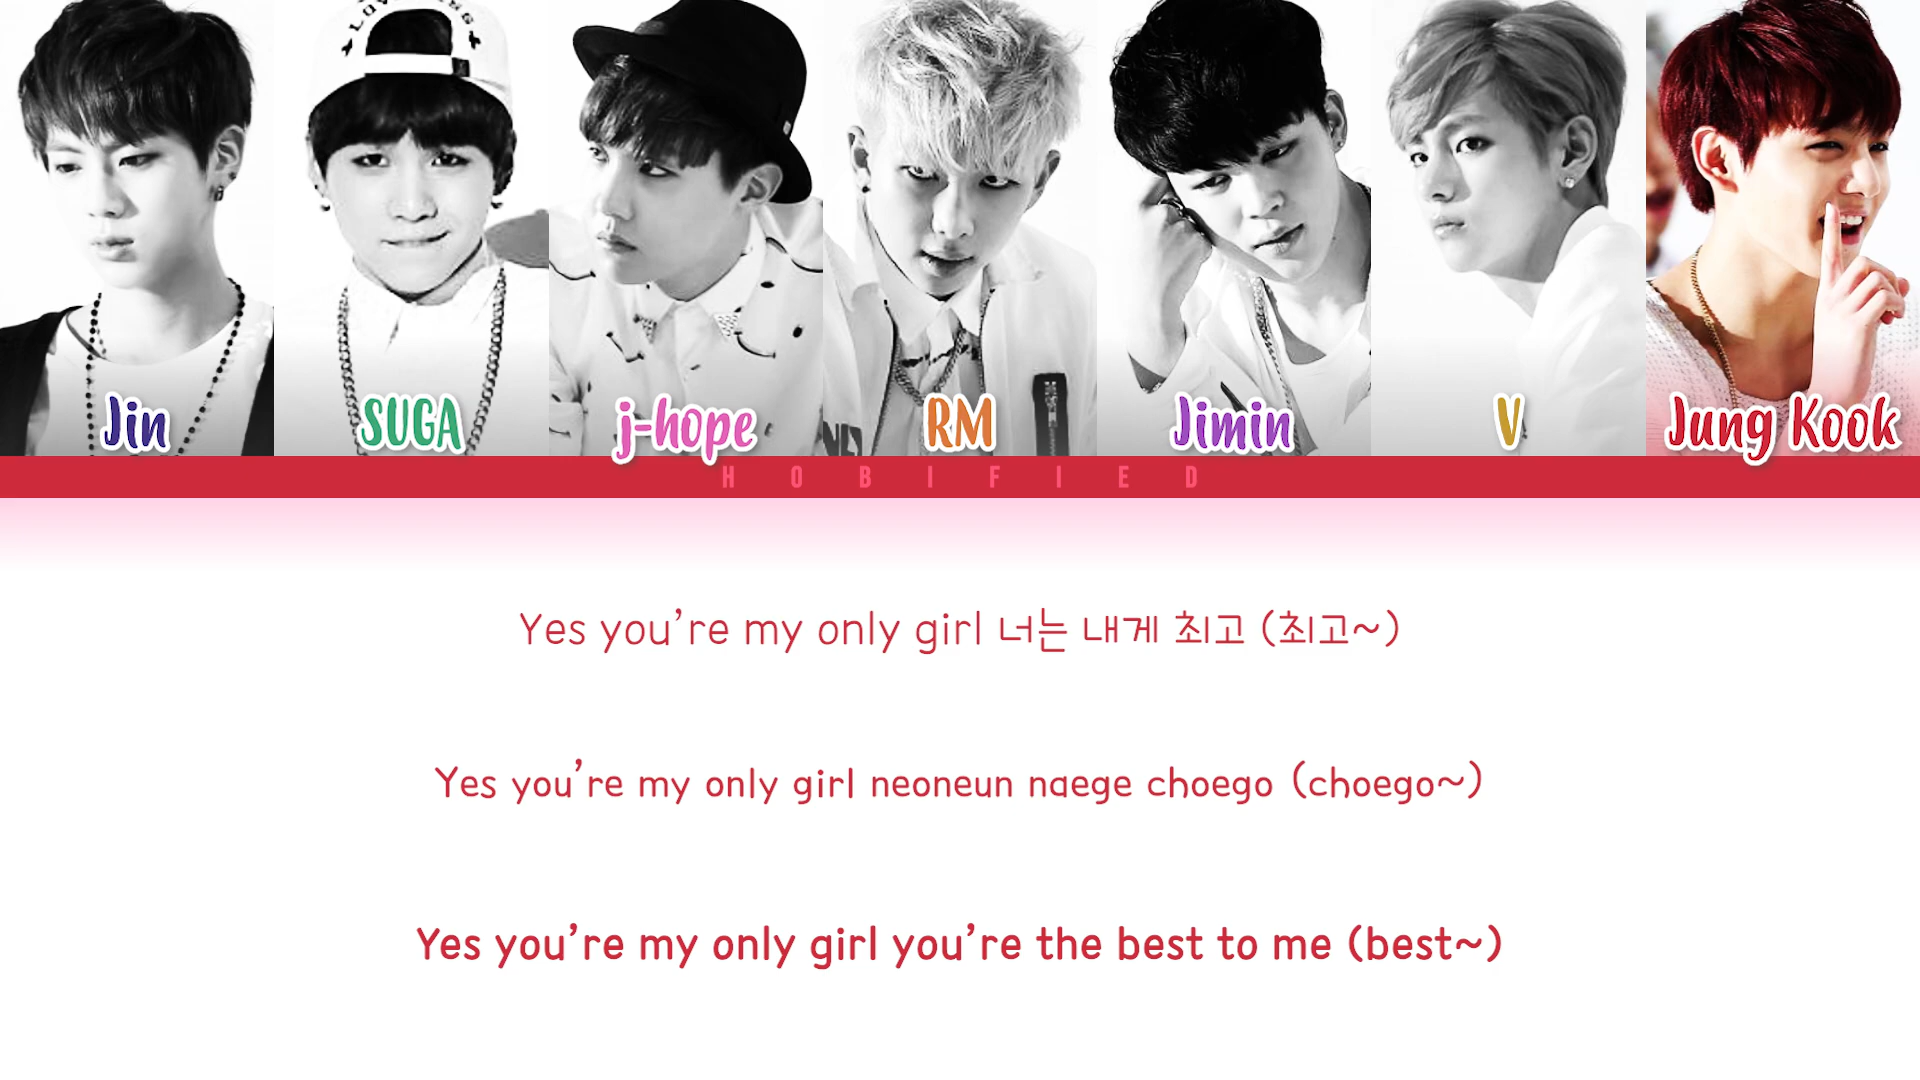 Jin SUGA j-hope RM Jimin V Jung Kook
HOBIFIED
Yes you're my only girl 너는 내게 최고 (최고~)
Yes you're my only girl neoneun naege choego (choego~)
Yes you're my only girl you're the best to me (best~)